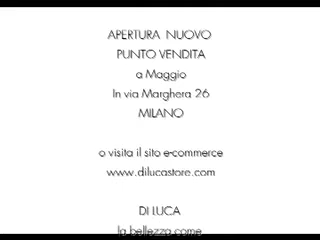 APERTURA NUOVO
PUNTO VENDITA
a Maggio
In via Marghera 26
MILANO
o visita il sito e-commerce
www.dilucastore.com
DI LUCA
la bellezza come